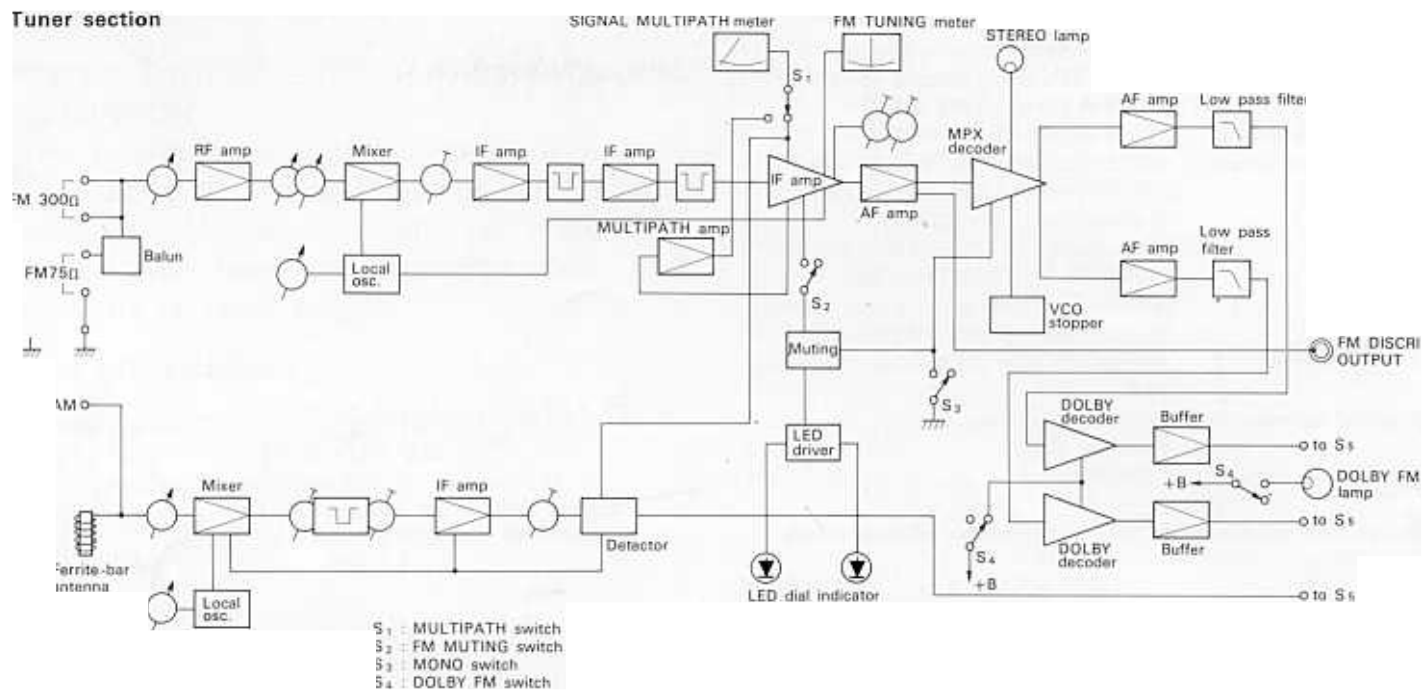 Tuner section
SIGNAL MULTIPATH meter
FM TUNING meter
STEREO lamp
S1
AF amp
Low pass filter
MPX
decoder
RF amp
Mixer
IF amp
IF amp
IF amp
AF amp
FM 300Ω
MULTIPATH amp
Balun
FM75Ω
Local
osc.
S2
AF amp
Low pass
filter
VCO
stopper
Muting
FM DISCRI
OUTPUT
AM
S3
DOLBY
decoder
Buffer
LED
driver
to S5
S4
+B
DOLBY FM
lamp
Mixer
IF amp
Detector
to S5
S4
+B
DOLBY
decoder
Buffer
Ferrite-bar
antenna
Local
osc.
LED dial indicator
to S5
S1 : MULTIPATH switch
S2 : FM MUTING switch
S3 : MONO switch
S4 : DOLBY FM switch